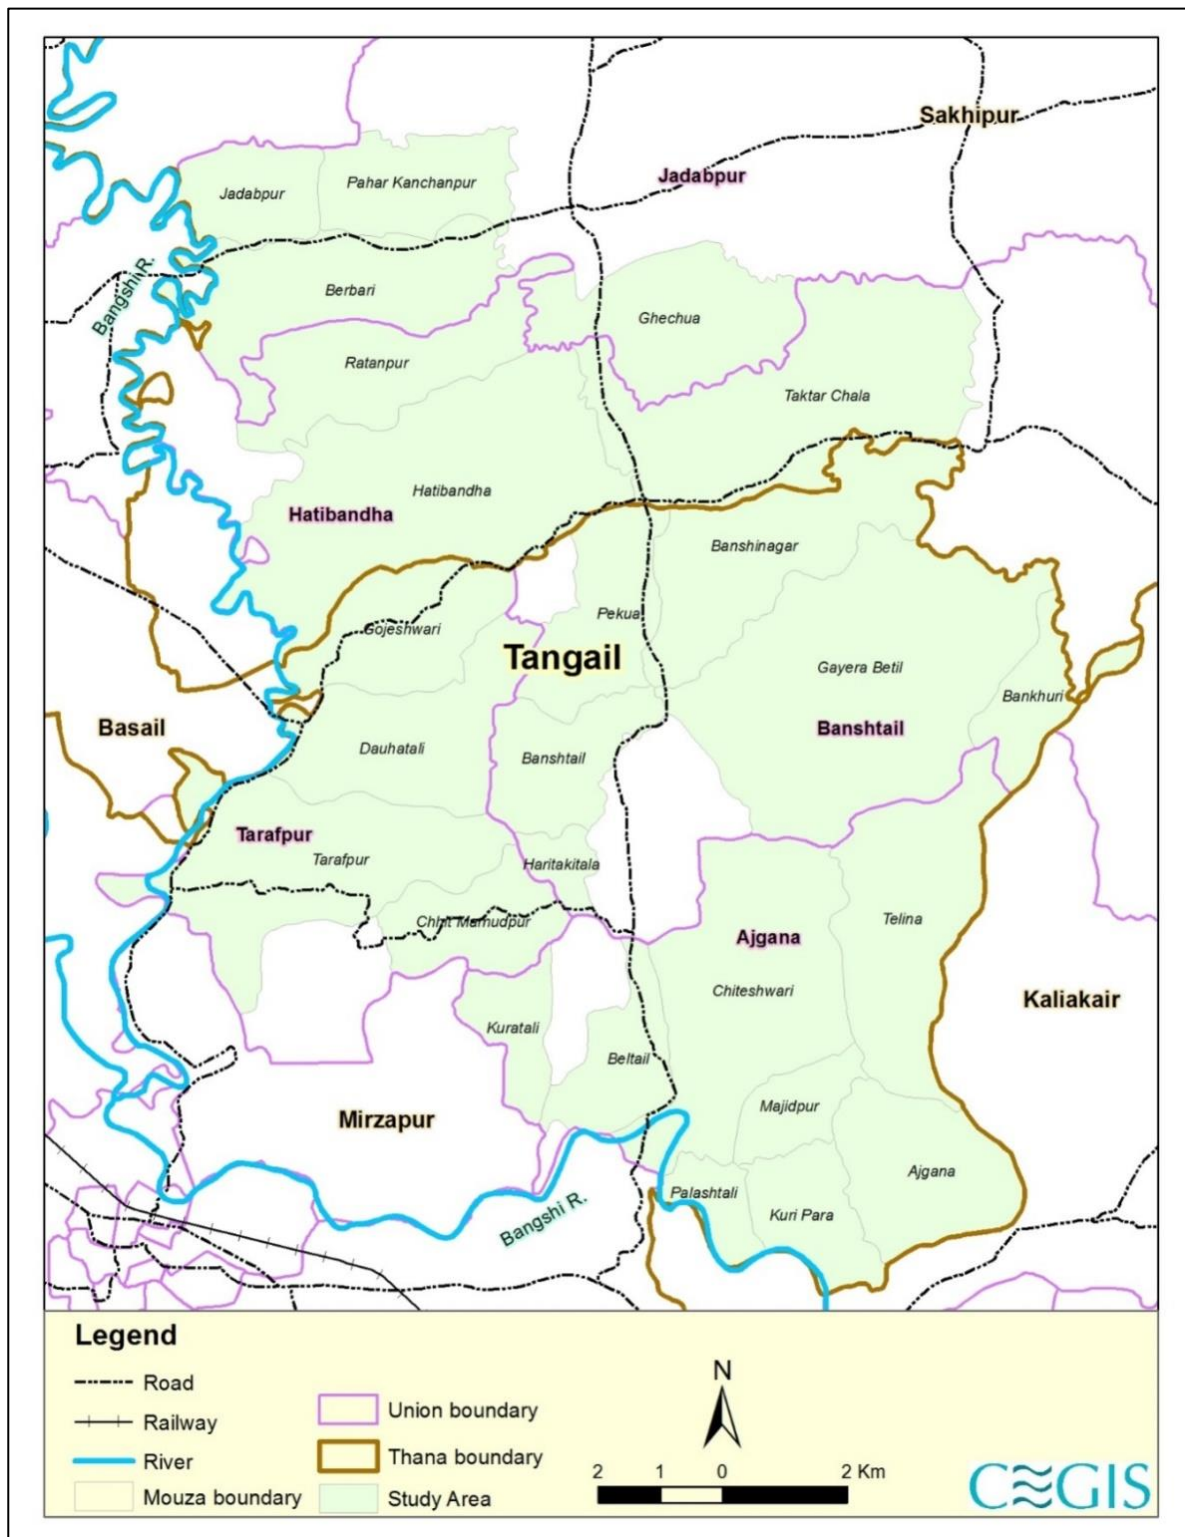 Sakhipur
Jadabpur
Pahar Kanchanpur
Jadabpur
Bangshi R.
Berbari
Ghechua
Ratanpur
Taktar Chala
Hatibandha
Hatibandha
Banshinagar
Pekua
Gojeshwari
Tangail
Gayera Betil
Bankhuri
Basail
Banshtail
Dauhatali
Banshtail
Tarafpur
Tarafpur
Haritakitala
Chhit Mamudpur
Telina
Ajgana
Chiteshwari
Kaliakair
Kuratali
Beltail
Majidpur
Mirzapur
Ajgana
Palashtali
Kuri Para
Bangshi R.
Legend
Road
Railway
River
Mouza boundary
Union boundary
Thana boundary
Study Area
N
2 1 0 2 Km
CEGIS